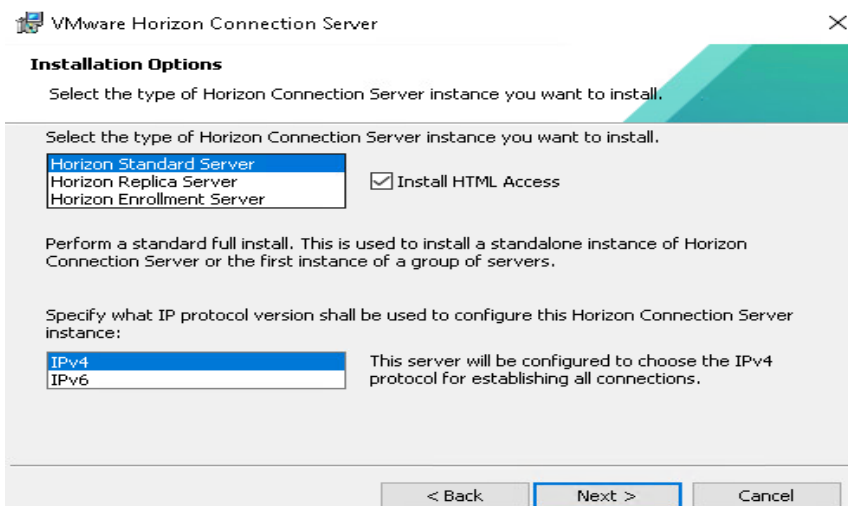 VMware Horizon Connection Server
Installation Options
Select the type of Horizon Connection Server instance you want to install.
Select the type of Horizon Connection Server instance you want to install.
Horizon Standard Server
Horizon Replica Server
Horizon Enrollment Server
Install HTML Access
Perform a standard full install. This is used to install a standalone instance of Horizon
Connection Server or the first instance of a group of servers.
Specify what IP protocol version shall be used to configure this Horizon Connection Server
instance:
IPv4
IPv6
This server will be configured to choose the IPv4
protocol for establishing all connections.
< Back
Next >
Cancel